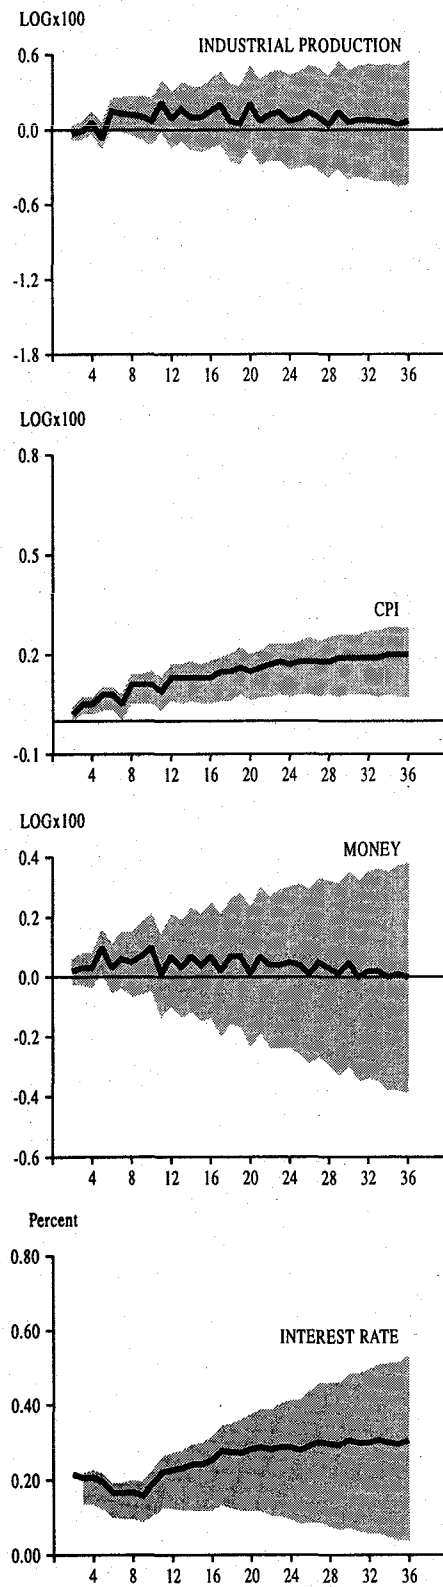 LOGx100
INDUSTRIAL PRODUCTION
0.6
0.0
-0.6
-1.2
-1.8
4 8 12 16 20 24 28 32 36
LOGx100
0.8
0.5
CPI
0.2
-0.1
4 8 12 16 20 24 28 32 36
LOGx100
MONEY
0.4
0.2
0.0
-0.2
-0.4
-0.6
4 8 12 16 20 24 28 32 36
Percent
0.80
0.60
INTEREST RATE
0.40
0.20
0.00
4 8 12 16 20 24 28 32 36